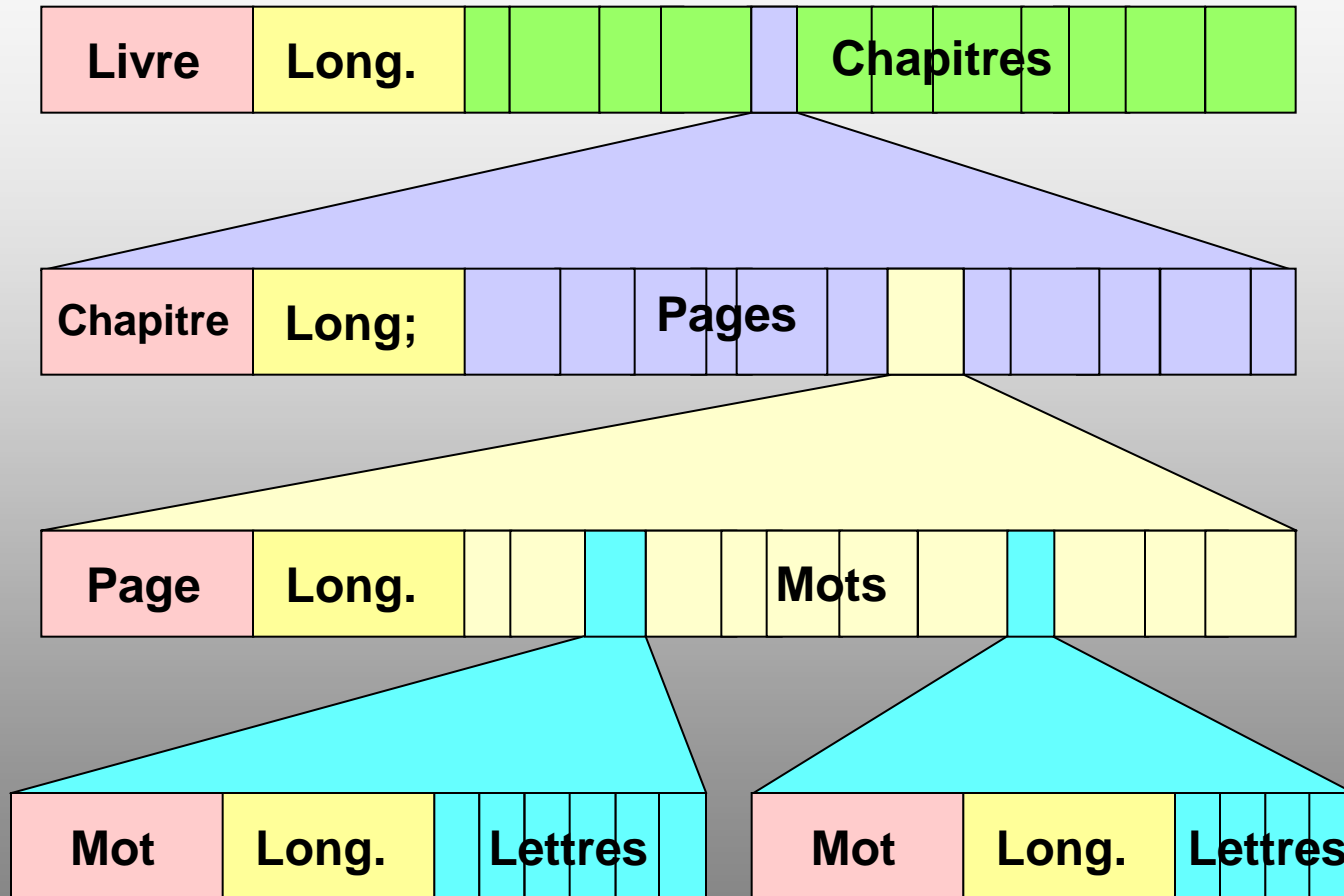 Livre Long. Chapitres
Chapitre Long; Pages
Page Long. Mots
Mot Long. Lettres Mot Long. Lettres